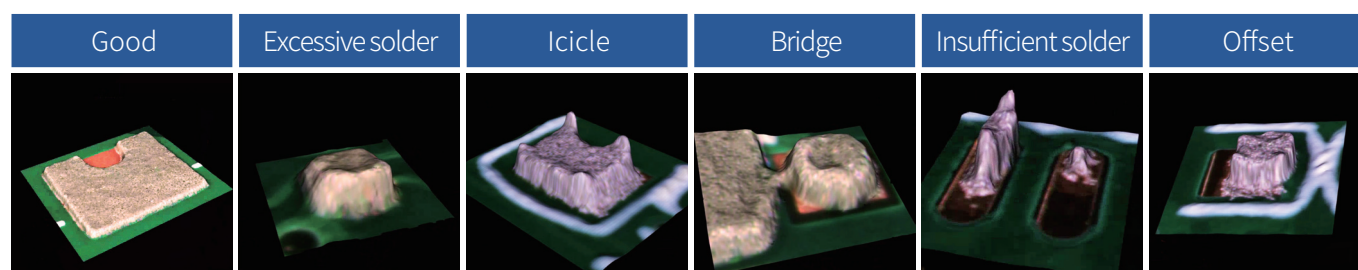 Good
Excessive solder
Icicle
Bridge
Insufficient solder
Offset